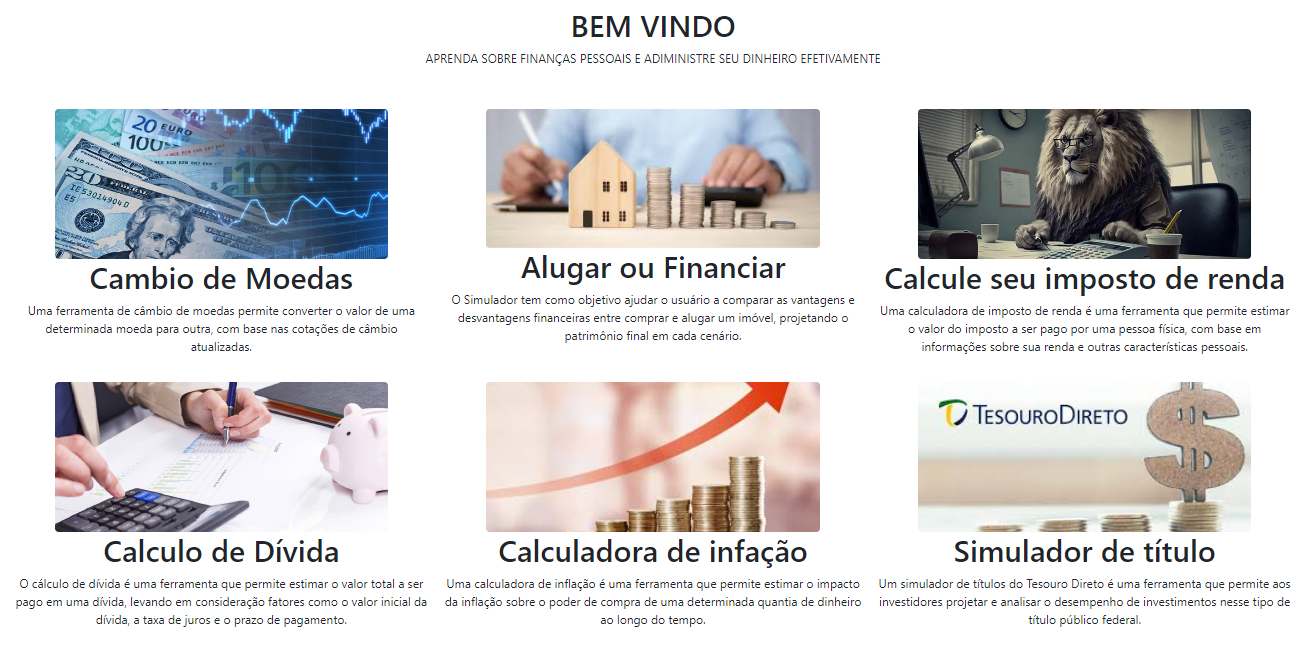 BEM VINDO
APRENDA SOBRE FINANÇAS PESSOAIS E ADIMINISTRE SEU DINHEIRO EFETIVAMENTE
20 EURO
100
20
FEDERAL
IE53014904D
E5
Cambio de Moedas
Uma ferramenta de câmbio de moedas permite converter o valor de uma
determinada moeda para outra, com base nas cotações de câmbio
atualizadas.
Alugar ou Financiar
O Simulador tem como objetivo ajudar o usuário a comparar as vantagens e
desvantagens financeiras entre comprar e alugar um imóvel, projetando o
patrimônio final em cada cenário.
Calcule seu imposto de renda
Uma calculadora de imposto de renda é uma ferramenta que permite estimar
o valor do imposto a ser pago por uma pessoa física, com base em
informações sobre sua renda e outras características pessoais.
Calculo de Dívida
O cálculo de dívida é uma ferramenta que permite estimar o valor total a ser
pago em uma dívida, levando em consideração fatores como o valor inicial da
dívida, a taxa de juros e o prazo de pagamento.
Calculadora de infação
Uma calculadora de inflação é uma ferramenta que permite estimar o impacto
da inflação sobre o poder de compra de uma determinada quantia de dinheiro
ao longo do tempo.
TESOURODIRETO
Simulador de título
Um simulador de títulos do Tesouro Direto é uma ferramenta que permite aos
investidores projetar e analisar o desempenho de investimentos nesse tipo de
título público federal.